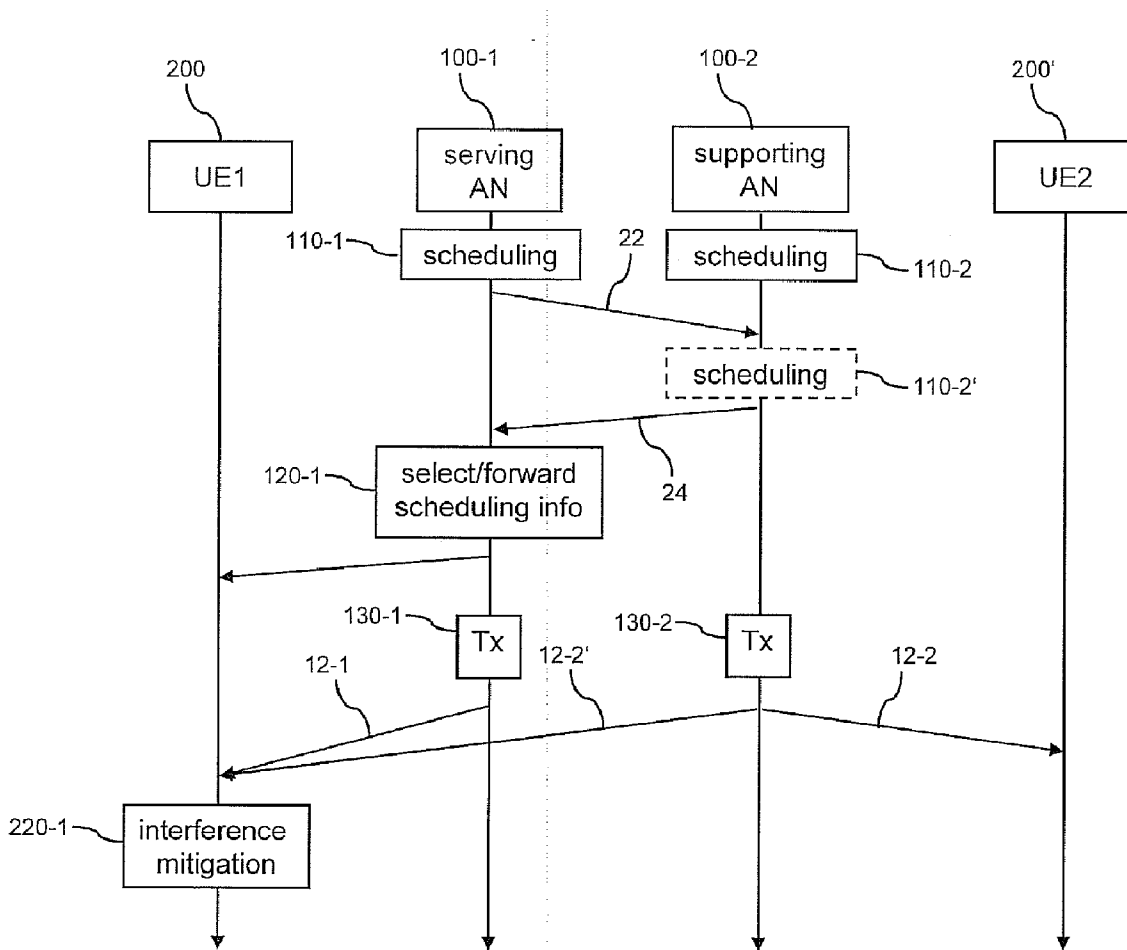 200
100-1
100-2
200'
UE1
serving
AN
supporting
AN
UE2
110-1
scheduling
22
scheduling
110-2
scheduling
110-2'
24
120-1
select/forward
scheduling info
130-1
Tx
130-2
Tx
12-1
12-2'
12-2
220-1
interference
mitigation